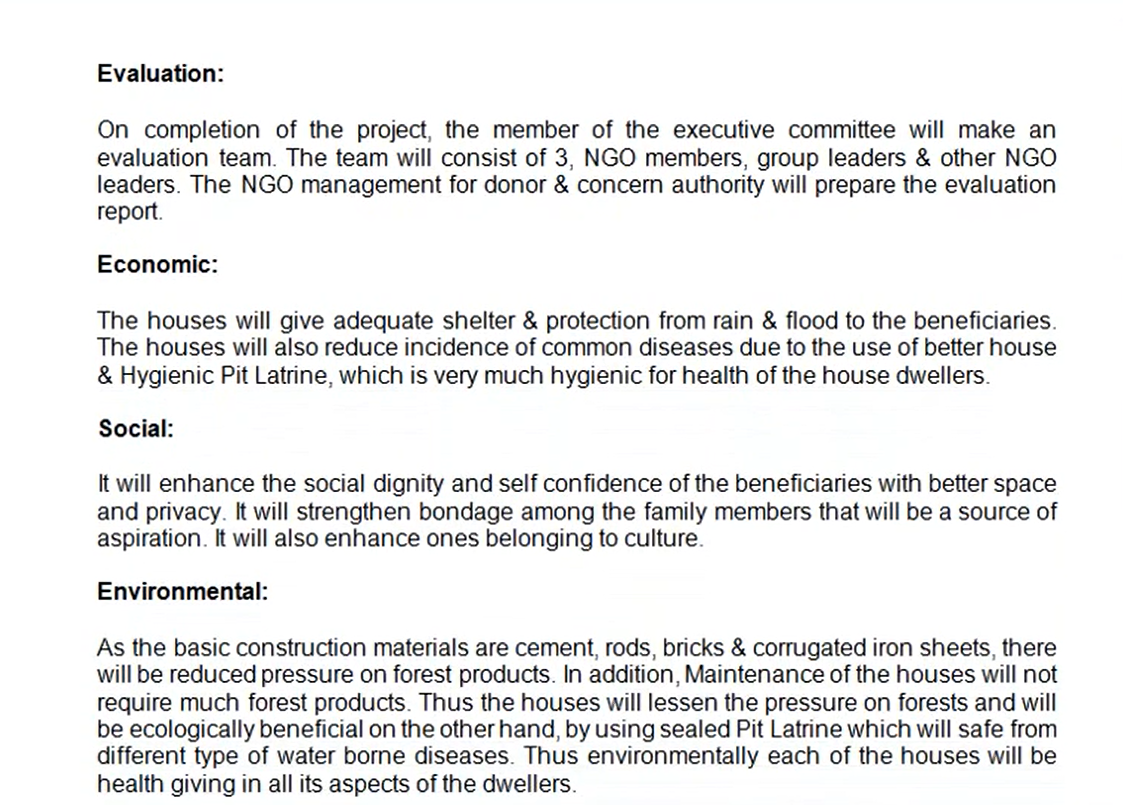 Evaluation:
On completion of the project, the member of the executive committee will make an
evaluation team. The team will consist of 3, NGO members, group leaders & other NGO
leaders. The NGO management for donor & concern authority will prepare the evaluation
report.
Economic:
The houses will give adequate shelter & protection from rain & flood to the beneficiaries.
The houses will also reduce incidence of common diseases due to the use of better house
& Hygienic Pit Latrine, which is very much hygienic for health of the house dwellers.
Social:
It will enhance the social dignity and self confidence of the beneficiaries with better space
and privacy. It will strengthen bondage among the family members that will be a source of
aspiration. It will also enhance ones belonging to culture.
Environmental:
As the basic construction materials are cement, rods, bricks & corrugated iron sheets, there
will be reduced pressure on forest products. In addition, Maintenance of the houses will not
require much forest products. Thus the houses will lessen the pressure on forests and will
be ecologically beneficial on the other hand, by using sealed Pit Latrine which will safe from
different type of water borne diseases. Thus environmentally each of the houses will be
health giving in all its aspects of the dwellers.